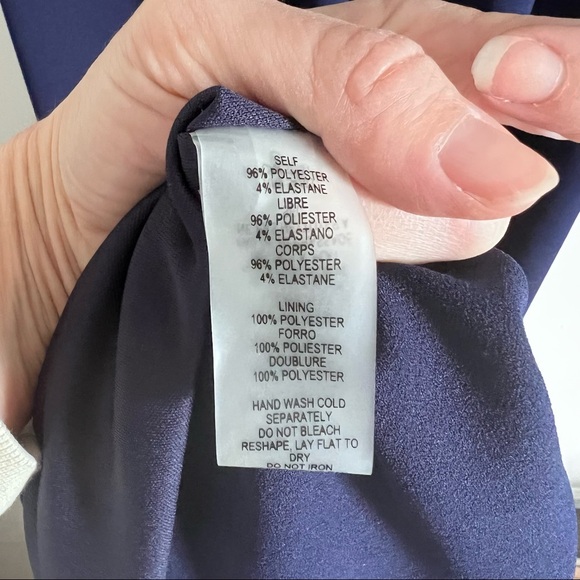 SELF
96% POLYESTER
4% ELASTANE
LIBRE
96% POLIESTER
4% ELASTANO
CORPS
96% POLYESTER
4% ELASTANE
LINING
100% POLYESTER
FORRO
100% POLIESTER
DOUBLURE
100% POLYESTER
HAND WASH COLD
SEPARATELY
DO NOT BLEACH
RESHAPE, LAY FLAT TO
DRY
DO NOT IRON